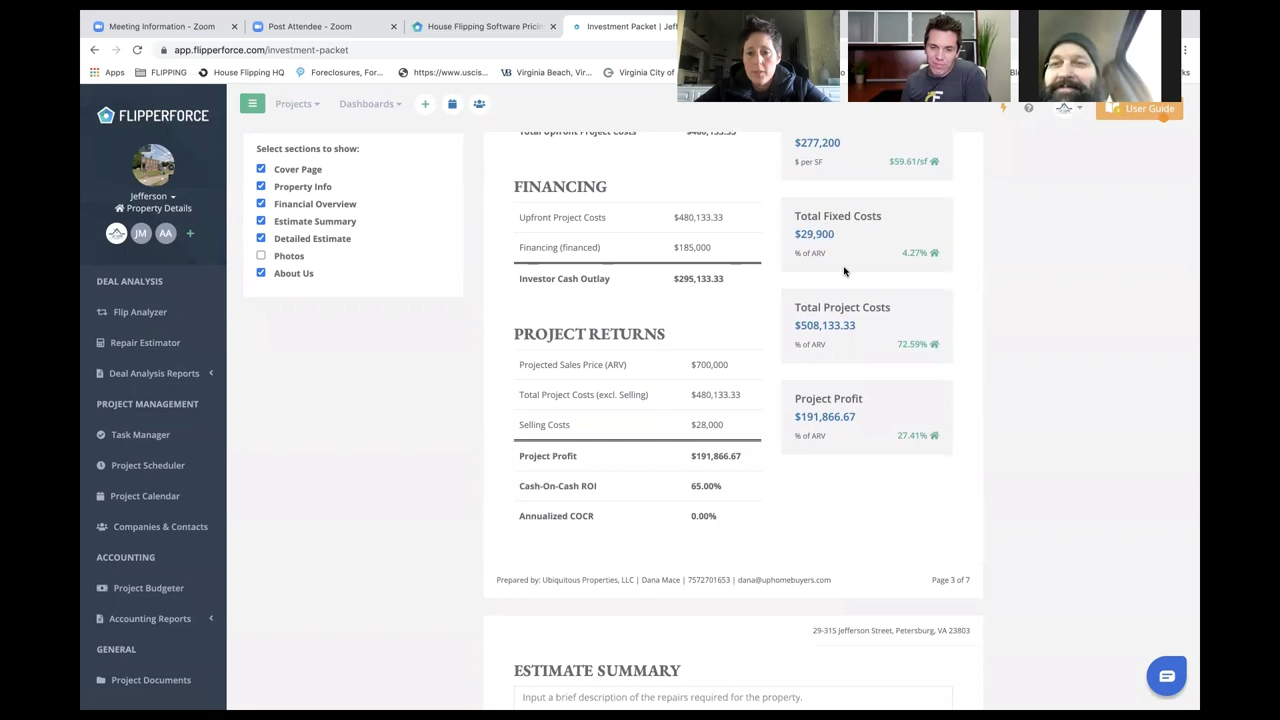 Meeting Information - Zoom
Post Attendee - Zoom
House Flipping Software Pricin
Investment Packet | Jeff
app.flipperforce.com/investment-packet
Apps
FLIPPING
House Flipping HQ
Foreclosures, For...
https://www.uscis...
Virginia Beach, Vir...
Virginia City of
FLIPPERFORCE
Projects
Dashboards
User Guide
Jefferson
Property Details
JM
AA
DEAL ANALYSIS
Flip Analyzer
Repair Estimator
Deal Analysis Reports
PROJECT MANAGEMENT
Task Manager
Project Scheduler
Project Calendar
Companies & Contacts
ACCOUNTING
Project Budgeter
Accounting Reports
GENERAL
Project Documents
Select sections to show:
Cover Page
Property Info
Financial Overview
Estimate Summary
Detailed Estimate
Photos
About Us
Total Upfront Project Costs $480,133.33
FINANCING
Upfront Project Costs $480,133.33
Financing (financed) $185,000
Investor Cash Outlay $295,133.33
PROJECT RETURNS
Projected Sales Price (ARV) $700,000
Total Project Costs (excl. Selling) $480,133.33
Selling Costs $28,000
Project Profit $191,866.67
Cash-On-Cash ROI 65.00%
Annualized COCR 0.00%
$277,200
$ per SF $59.61/sf
Total Fixed Costs
$29,900
% of ARV 4.27%
Total Project Costs
$508,133.33
% of ARV 72.59%
Project Profit
$191,866.67
% of ARV 27.41%
Prepared by: Ubiquitous Properties, LLC | Dana Mace | 7572701653 | dana@uphomebuyers.com Page 3 of 7
29-31S Jefferson Street, Petersburg, VA 23803
ESTIMATE SUMMARY
Input a brief description of the repairs required for the property.